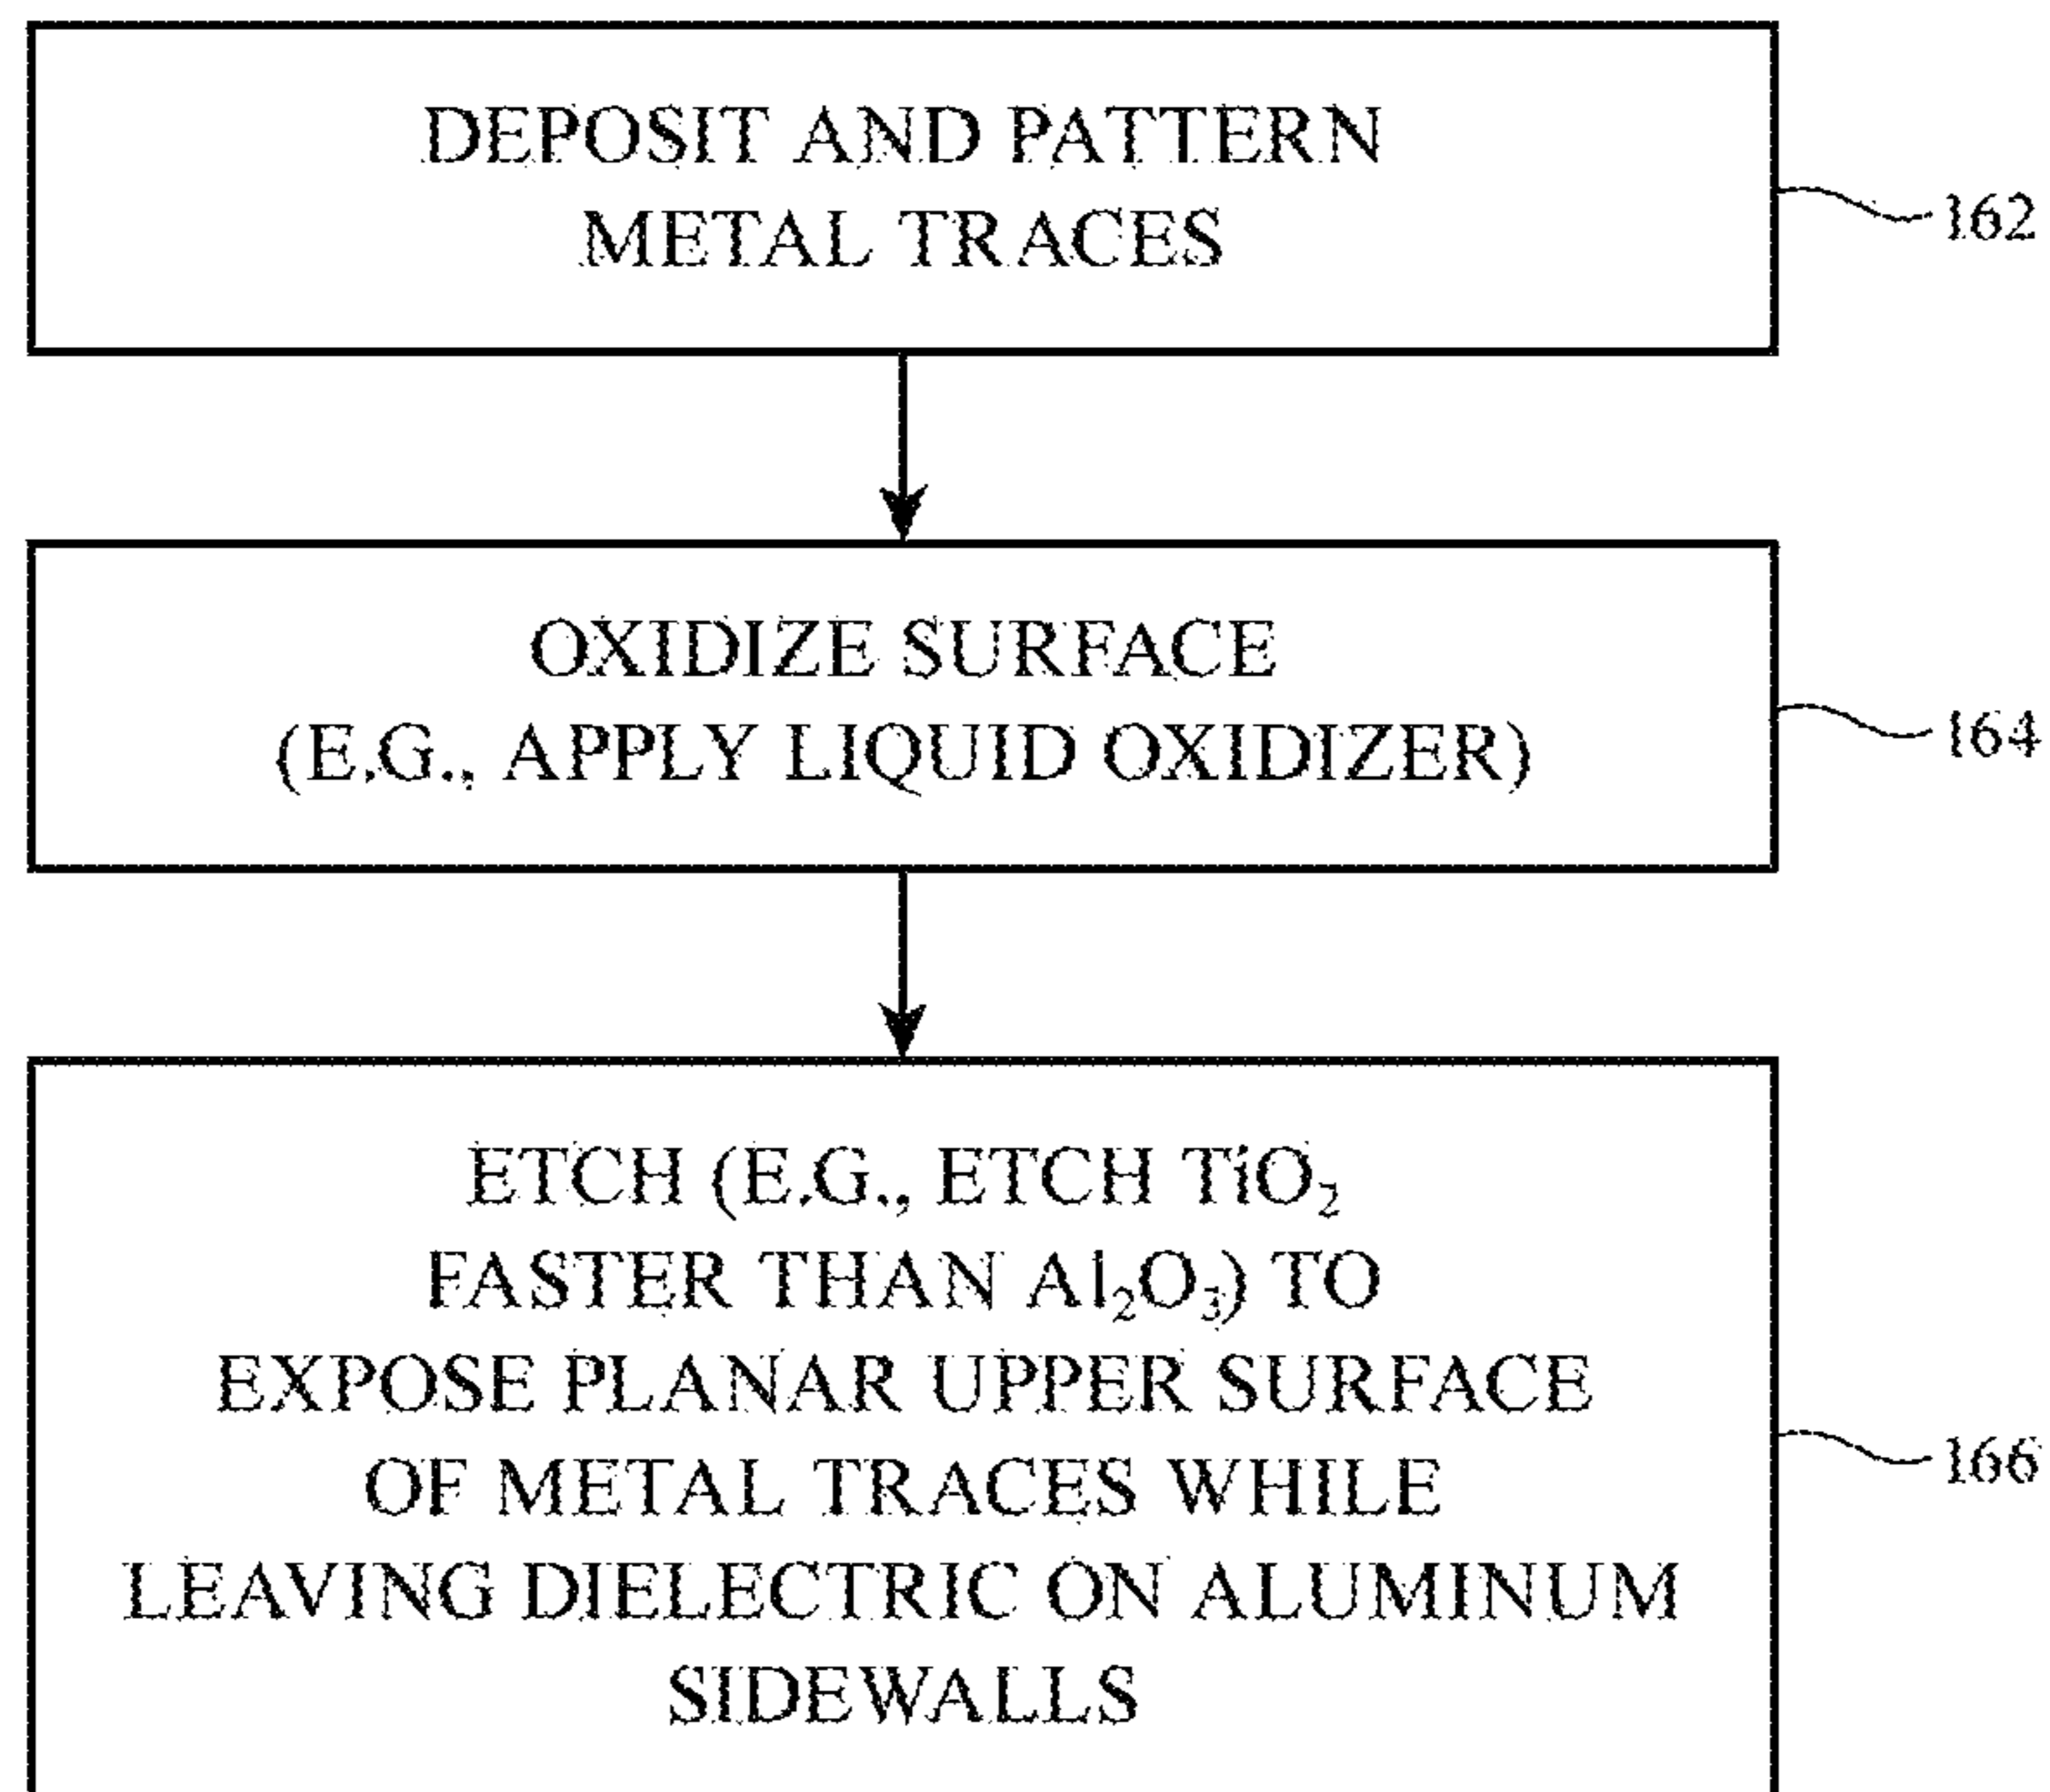 DEPOSIT AND PATTERN
METAL TRACES
162
OXIDIZE SURFACE
(E.G., APPLY LIQUID OXIDIZER)
164
ETCH (E.G., ETCH TiO₂
FASTER THAN Al₂O₃) TO
EXPOSE PLANAR UPPER SURFACE
OF METAL TRACES WHILE
LEAVING DIELECTRIC ON ALUMINUM
SIDEWALLS
166